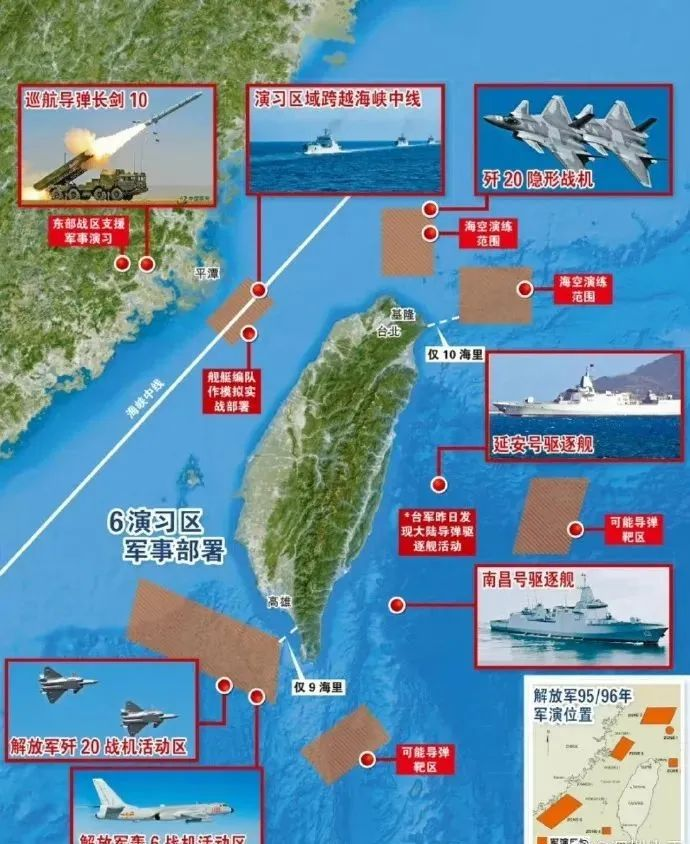 巡航导弹长剑10
演习区域跨越海峡中线
歼20隐形战机
东部战区支援
军事演习
海空演练
范围
平潭
海空演练
范围
基隆
台北
仅10海里
舰艇编队
作模拟实
战部署
海峡中线
延安号驱逐舰
6演习区
军事部署
*台军昨日发
现大陆导弹驱
逐舰活动
可能导弹
靶区
南昌号驱逐舰
高雄
仅9海里
解放军95/96年
军演位置
解放军歼20战机活动区
可能导弹
靶区
解放军轰6战机活动区